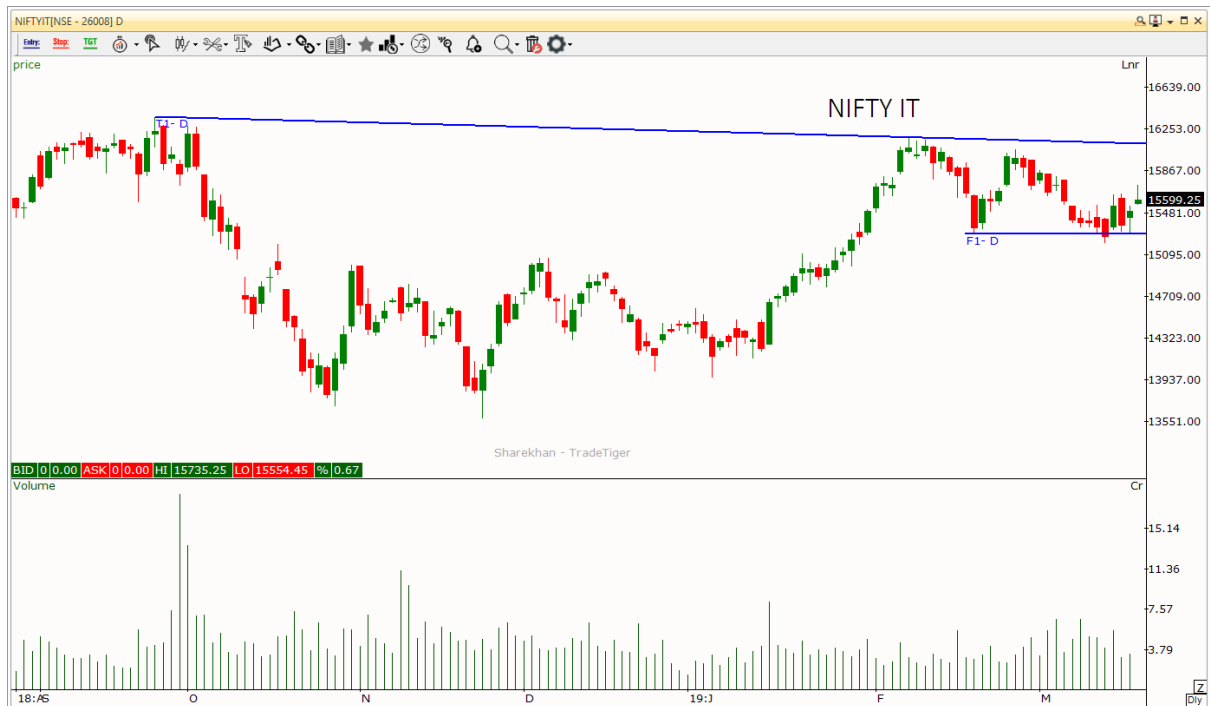 NIFTYIT[NSE - 26008] D
Entry: Stop: TGT
price Lnr
NIFTY IT
T1- D
F1- D
16639.00
16253.00
15867.00
15599.25
15481.00
15095.00
14709.00
14323.00
13937.00
13551.00
Sharekhan - TradeTiger
BID 0 0.00 ASK 0 0.00 HI 15735.25 LO 15554.45 % 0.67
Volume Cr
15.14
11.36
7.57
3.79
18:AS O N D 19:J F M
Z
Dly